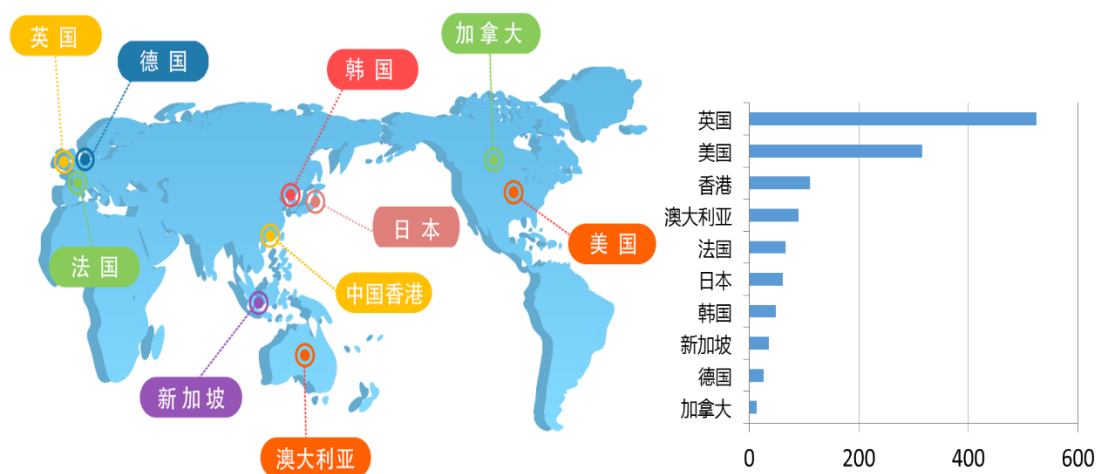 英国
德国
韩国
加拿大
法国
日本
美国
中国香港
新加坡
澳大利亚
英国
美国
香港
澳大利亚
法国
日本
韩国
新加坡
德国
加拿大
0 200 400 600